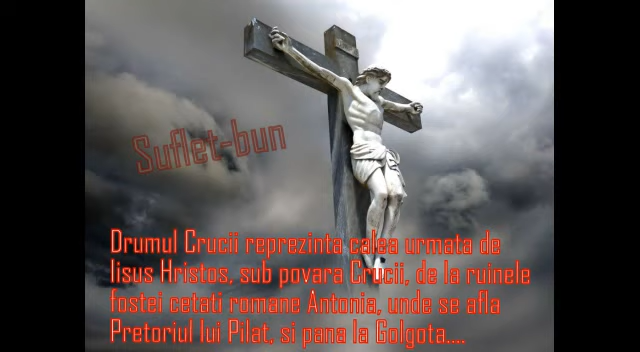 Suflet-bun
Drumul Crucii reprezinta calea urmata de
Iisus Hristos, sub povara Crucii, de la ruinele
fostei cetati romane Antonia, unde se afla
Pretoriul lui Pilat, si pana la Golgota....